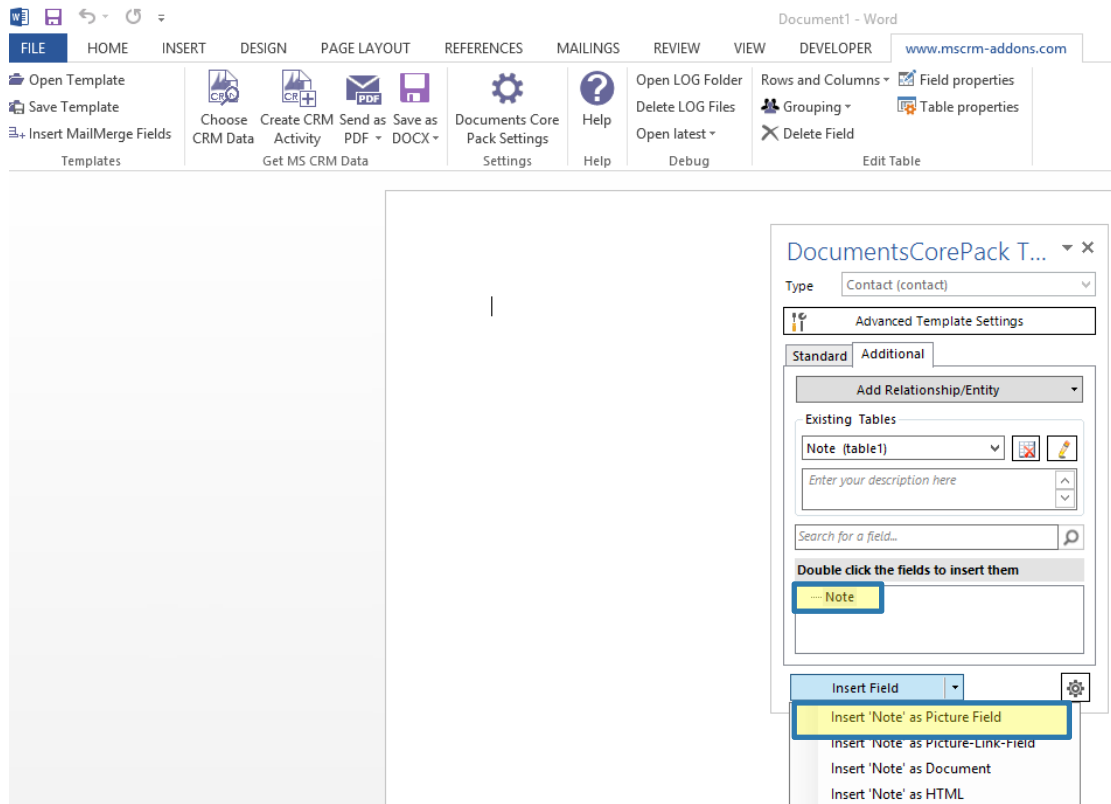 Document1 - Word
FILE HOME INSERT DESIGN PAGE LAYOUT REFERENCES MAILINGS REVIEW VIEW DEVELOPER www.mscrm-addons.com
Open Template
Save Template
Insert MailMerge Fields
Templates
Choose CRM Data
Create CRM Activity
Send as PDF
Save as DOCX
Get MS CRM Data
Documents Core Pack Settings
Settings
Help
Help
Open LOG Folder
Delete LOG Files
Open latest
Debug
Rows and Columns
Grouping
Delete Field
Field properties
Table properties
Edit Table
DocumentsCorePack T...
Type Contact (contact)
Advanced Template Settings
Standard Additional
Add Relationship/Entity
Existing Tables
Note (table1)
Enter your description here
Search for a field...
Double click the fields to insert them
Note
Insert Field
Insert 'Note' as Picture Field
Insert 'Note' as Picture-Link-Field
Insert 'Note' as Document
Insert 'Note' as HTML